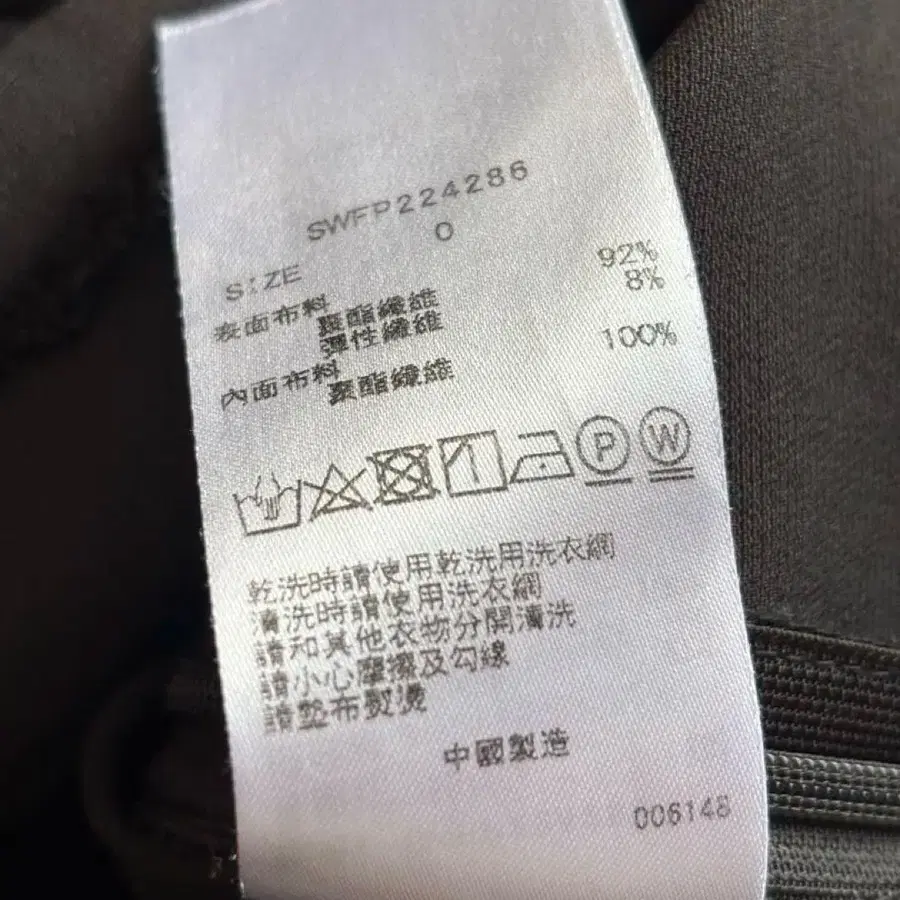 SWFP224286
SIZE 0
表面布料 聚酯纖維 92%
彈性纖維 8%
內面布料 聚酯纖維 100%
P W
乾洗時請使用乾洗用洗衣網
清洗時請使用洗衣網
請和其他衣物分開清洗
請小心摩擦及勾線
請墊布熨燙
中國製造
006148